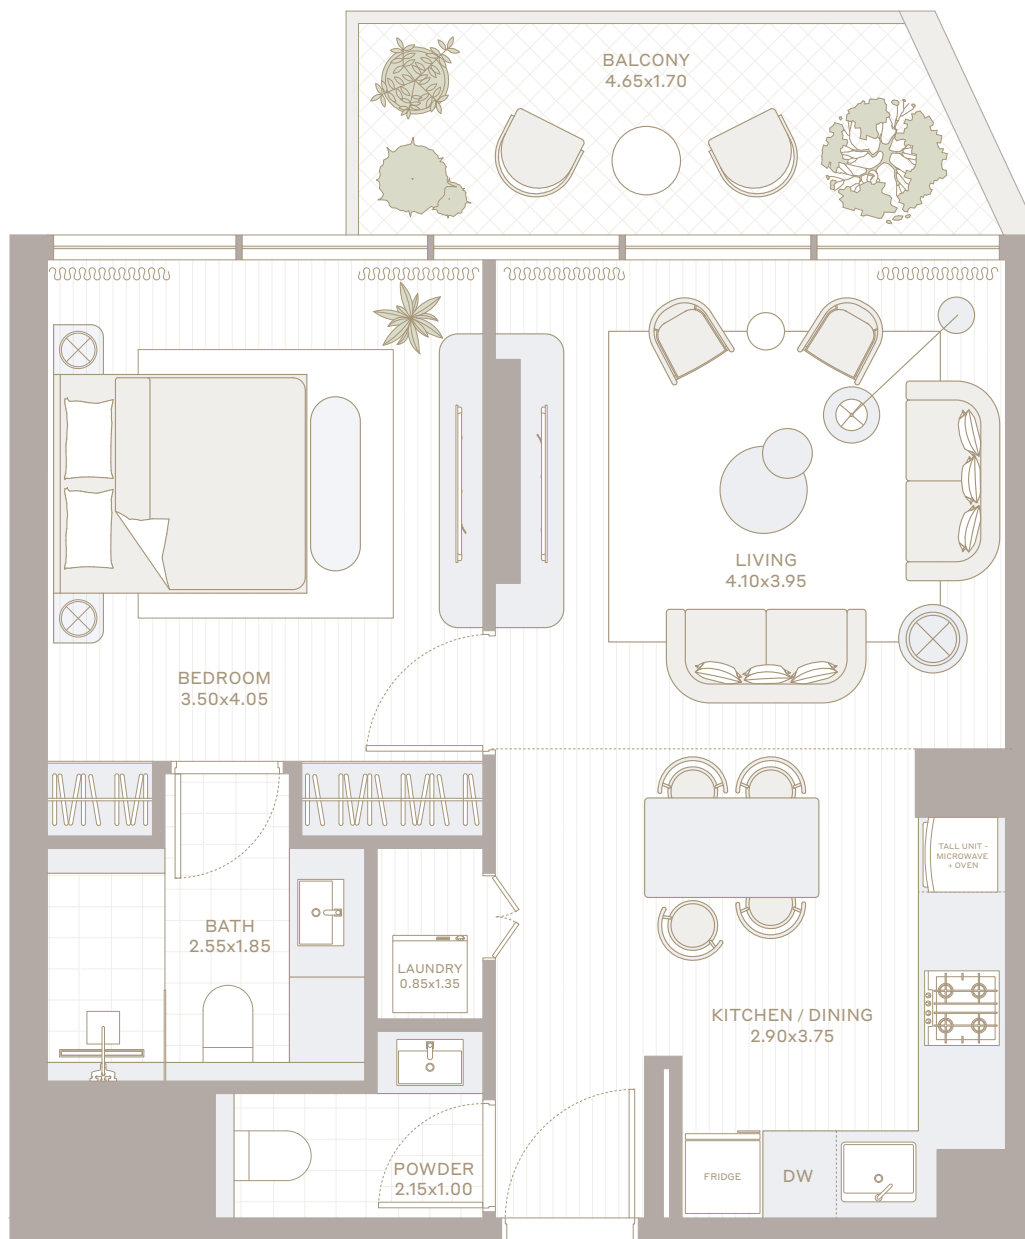 BALCONY
4.65x1.70
LIVING
4.10x3.95
BEDROOM
3.50x4.05
TALL UNIT -
MICROWAVE
+ OVEN
BATH
2.55x1.85
LAUNDRY
0.85x1.35
KITCHEN / DINING
2.90x3.75
POWDER
2.15x1.00
FRIDGE
DW